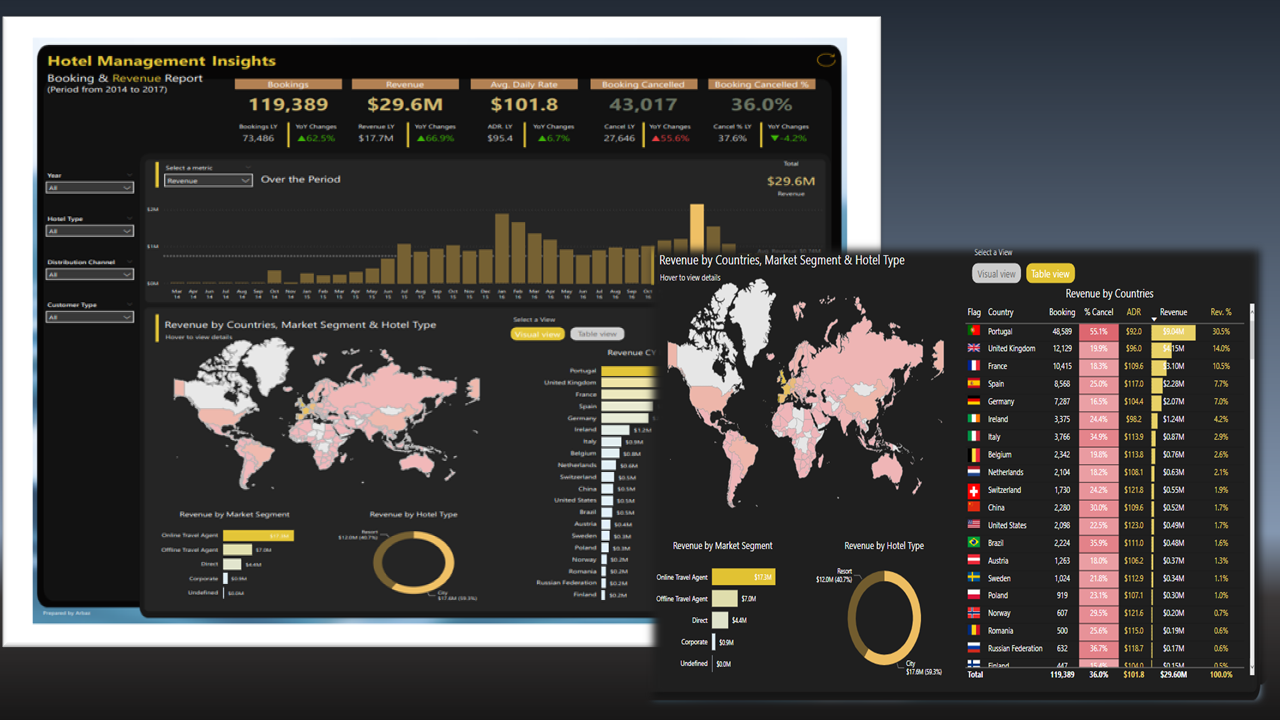 Hotel Management Insights
Booking & Revenue Report
(Period from 2014 to 2017)
Bookings
119,389
Bookings LY
73,486
YoY Changes
▲62.5%
Revenue
$29.6M
Revenue LY
$17.7M
YoY Changes
▲66.9%
Avg. Daily Rate
$101.8
ADR. LY
$95.4
YoY Changes
▲6.7%
Booking Cancelled
43,017
Cancel LY
27,646
YoY Changes
▲55.6%
Booking Cancelled %
36.0%
Cancel % LY
37.6%
YoY Changes
▼-4.2%
Year
All
Hotel Type
All
Distribution Channel
All
Customer Type
All
Select a metric
Revenue
Over the Period
Total
$29.6M
Revenue
$2M
$1M
$0M
Mar Apr Jun Jul Aug Sep Oct Nov Jan Feb Mar Apr May Jun Jul Aug Sep Oct Nov Dec Jan Feb Mar Apr May Jun Jul Aug Sep Oct
14 14 14 14 14 14 14 14 15 15 15 15 15 15 15 15 15 15 15 15 16 16 16 16 16 16 16 16 16 16
Revenue by Countries, Market Segment & Hotel Type
Hover to view details
Select a View
Visual view
Table view
Revenue CY
Portugal
United Kingdom
France
Spain
Germany
Ireland $1.2M
Italy $0.9M
Belgium $0.8M
Netherlands $0.6M
Switzerland $0.5M
China $0.5M
United States $0.5M
Brazil $0.5M
Austria $0.4M
Sweden $0.3M
Poland $0.3M
Norway $0.2M
Romania $0.2M
Russian Federation $0.2M
Finland $0.2M
Revenue by Market Segment
Online Travel Agent
Offline Travel Agent $7.0M
Direct $4.4M
Corporate $0.9M
Undefined $0.0M
Revenue by Hotel Type
Resort
$12.0M (40.7%)
City
$17.6M (59.3%)
Prepared by
Revenue by Countries, Market Segment & Hotel Type
Hover to view details
Select a View
Visual view
Table view
Revenue by Countries
Flag Country Booking % Cancel ADR Revenue Rev. %
Portugal 48,589 55.1% $92.0 $9.04M 30.5%
United Kingdom 12,129 19.9% $96.0 $4.15M 14.0%
France 10,415 18.3% $109.6 $3.10M 10.5%
Spain 8,568 25.0% $117.0 $2.28M 7.7%
Germany 7,287 16.5% $104.4 $2.07M 7.0%
Ireland 3,375 24.4% $98.2 $1.24M 4.2%
Italy 3,766 34.9% $113.9 $0.87M 2.9%
Belgium 2,342 19.8% $113.8 $0.76M 2.6%
Netherlands 2,104 18.2% $108.1 $0.63M 2.1%
Switzerland 1,730 24.2% $121.8 $0.55M 1.9%
China 2,280 30.0% $109.6 $0.52M 1.7%
United States 2,098 22.5% $123.0 $0.49M 1.7%
Brazil 2,224 35.9% $111.0 $0.48M 1.6%
Austria 1,263 18.0% $106.2 $0.37M 1.3%
Sweden 1,024 21.8% $112.9 $0.34M 1.1%
Poland 919 23.1% $107.1 $0.30M 1.0%
Norway 607 29.5% $121.6 $0.20M 0.7%
Romania 500 25.6% $115.0 $0.19M 0.6%
Russian Federation 632 36.7% $118.7 $0.17M 0.6%
Finland 447 15.4% $104.0 $0.15M 0.5%
Total 119,389 36.0% $101.8 $29.60M 100.0%
Revenue by Market Segment
Online Travel Agent $17.3M
Offline Travel Agent $7.0M
Direct $4.4M
Corporate $0.9M
Undefined $0.0M
Revenue by Hotel Type
Resort
$12.0M (40.7%)
City
$17.6M (59.3%)